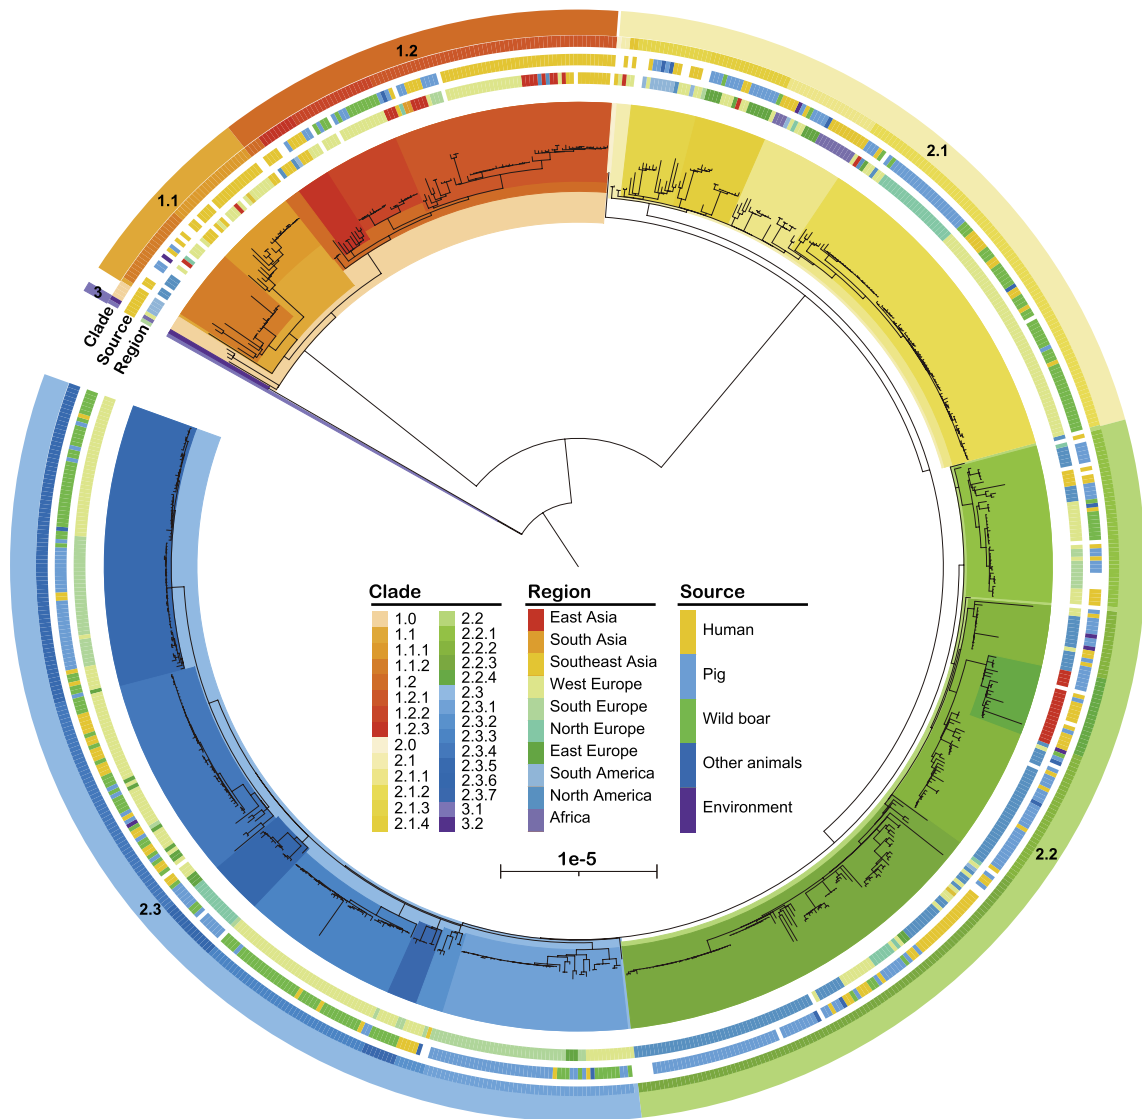 1.2
2.1
1.1
3
Clade
Source
Region
2.2
2.3
Clade
1.0
1.1
1.1.1
1.1.2
1.2
1.2.1
1.2.2
1.2.3
2.0
2.1
2.1.1
2.1.2
2.1.3
2.1.4
2.2
2.2.1
2.2.2
2.2.3
2.2.4
2.3
2.3.1
2.3.2
2.3.3
2.3.4
2.3.5
2.3.6
2.3.7
3.1
3.2
Region
East Asia
South Asia
Southeast Asia
West Europe
South Europe
North Europe
East Europe
South America
North America
Africa
Source
Human
Pig
Wild boar
Other animals
Environment
1e-5